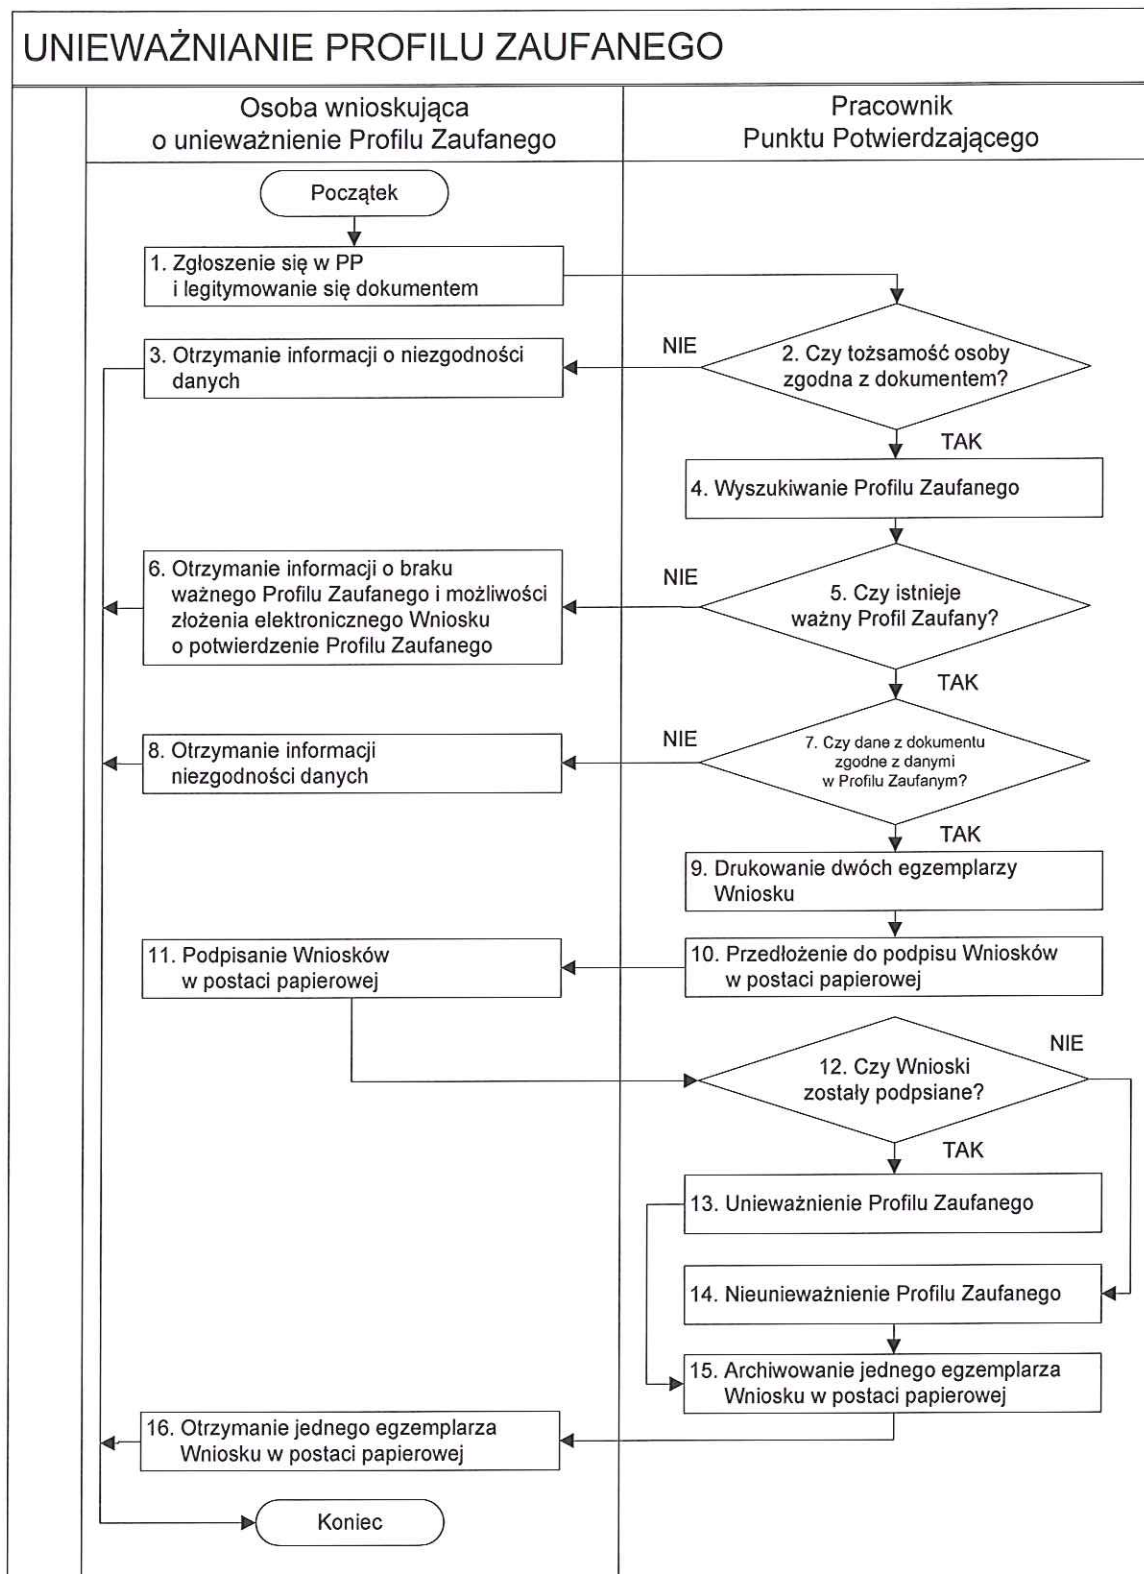 UNIEWAŻNIANIE PROFILU ZAUFANEGO
Osoba wnioskująca
o unieważnienie Profilu Zaufanego
Pracownik
Punktu Potwierdzającego
Początek
1. Zgłoszenie się w PP
i legitymowanie się dokumentem
2. Czy tożsamość osoby
zgodna z dokumentem?
NIE
3. Otrzymanie informacji o niezgodności
danych
TAK
4. Wyszukiwanie Profilu Zaufanego
5. Czy istnieje
ważny Profil Zaufany?
NIE
6. Otrzymanie informacji o braku
ważnego Profilu Zaufanego i możliwości
złożenia elektronicznego Wniosku
o potwierdzenie Profilu Zaufanego
TAK
7. Czy dane z dokumentu
zgodne z danymi
w Profilu Zaufanym?
NIE
8. Otrzymanie informacji
niezgodności danych
TAK
9. Drukowanie dwóch egzemplarzy
Wniosku
10. Przedłożenie do podpisu Wniosków
w postaci papierowej
11. Podpisanie Wniosków
w postaci papierowej
12. Czy Wnioski
zostały podpsiane?
NIE
TAK
13. Unieważnienie Profilu Zaufanego
14. Nieunieważnienie Profilu Zaufanego
15. Archiwowanie jednego egzemplarza
Wniosku w postaci papierowej
16. Otrzymanie jednego egzemplarza
Wniosku w postaci papierowej
Koniec